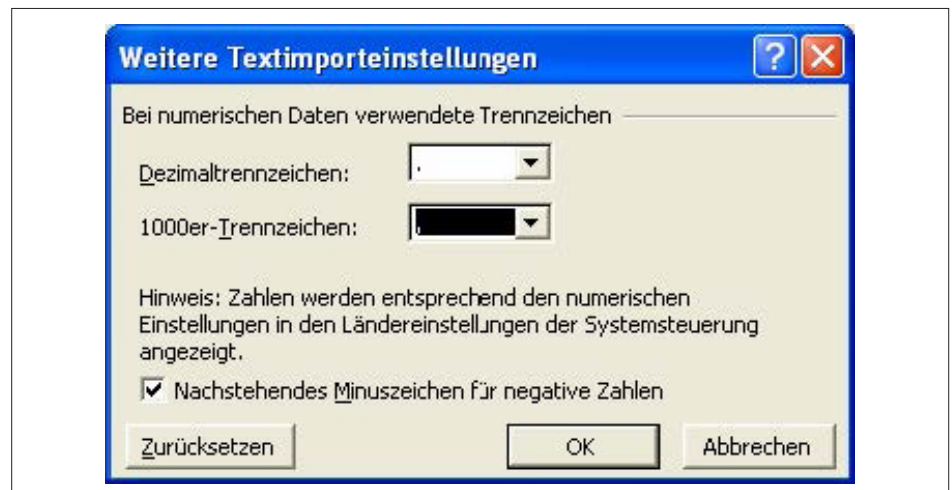 Weitere Textimporteinstellungen
Bei numerischen Daten verwendete Trennzeichen
Dezimaltrennzeichen: .
1000er-Trennzeichen: ,
Hinweis: Zahlen werden entsprechend den numerischen
Einstellungen in den Ländereinstellungen der Systemsteuerung
angezeigt.
Nachstehendes Minuszeichen für negative Zahlen
Zurücksetzen OK Abbrechen